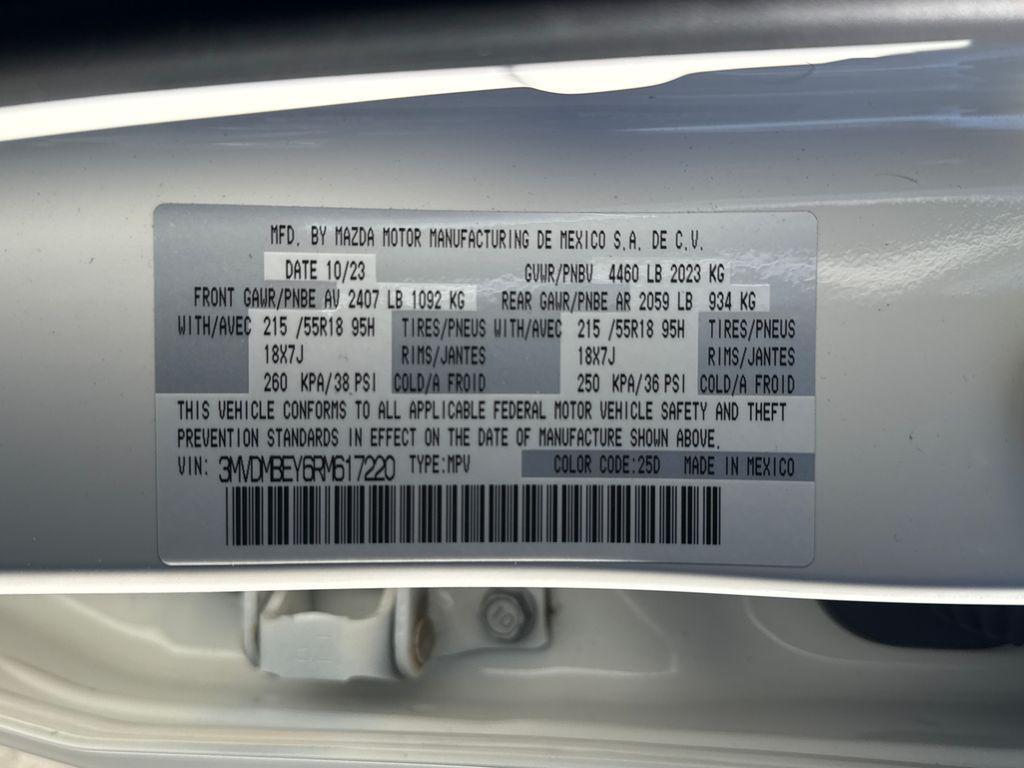 MFD. BY MAZDA MOTOR MANUFACTURING DE MEXICO S.A. DE C.V.
DATE 10/23 GVWR/PNBV 4460 LB 2023 KG
FRONT GAWR/PNBE AV 2407 LB 1092 KG REAR GAWR/PNBE AR 2059 LB 934 KG
WITH/AVEC 215 /55R18 95H TIRES/PNEUS WITH/AVEC 215 /55R18 95H TIRES/PNEUS
18X7J RIMS/JANTES 18X7J RIMS/JANTES
260 KPA/38 PSI COLD/A FROID 250 KPA/36 PSI COLD/A FROID
THIS VEHICLE CONFORMS TO ALL APPLICABLE FEDERAL MOTOR VEHICLE SAFETY AND THEFT
PREVENTION STANDARDS IN EFFECT ON THE DATE OF MANUFACTURE SHOWN ABOVE.
VIN: 3MVDMBEY6RM617220 TYPE:MPV COLOR CODE:25D MADE IN MEXICO